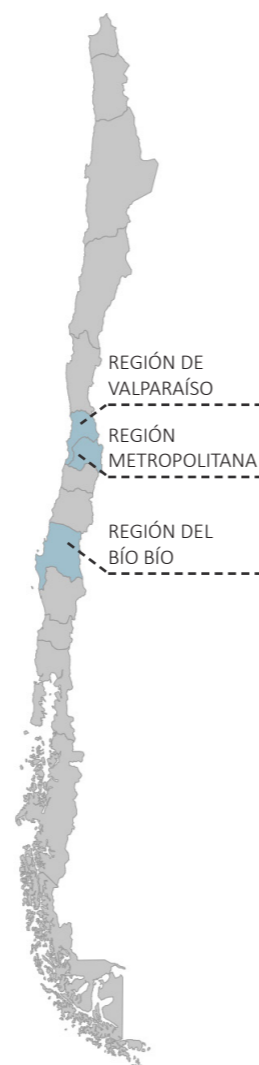 REGIÓN DE
VALPARAÍSO
REGIÓN
METROPOLITANA
REGIÓN DEL
BÍO BÍO